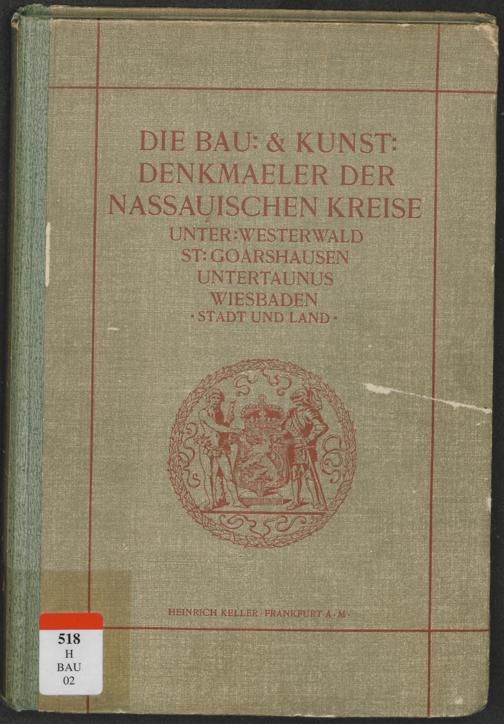 DIE BAU: & KUNST:
DENKMAELER DER
NASSAUISCHEN KREISE
UNTER:WESTERWALD
ST: GOARSHAUSEN
UNTERTAUNUS
WIESBADEN
· STADT UND LAND ·
HEINRICH KELLER · FRANKFURT A · M ·
518
H
BAU
02